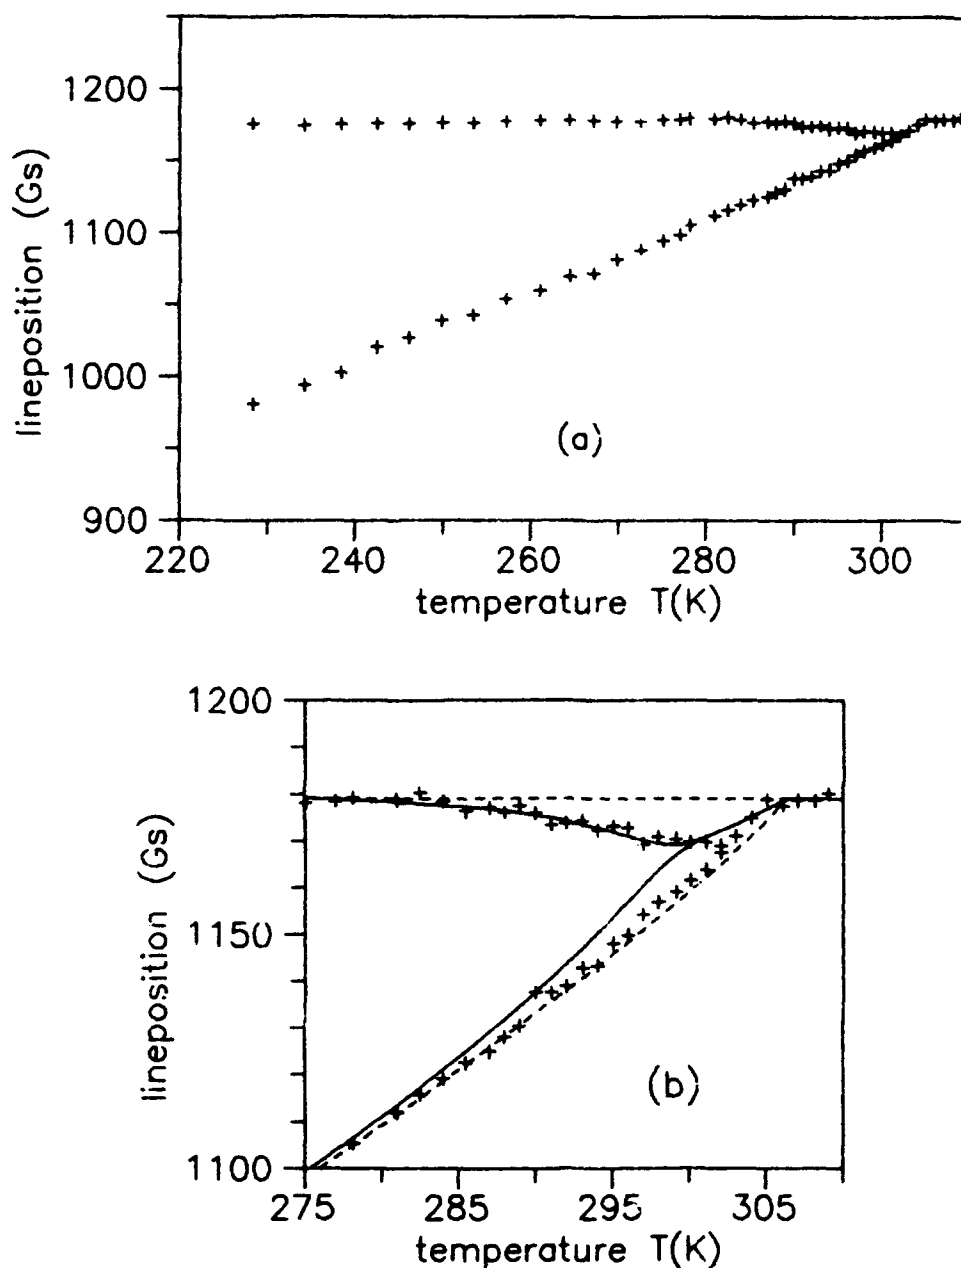 1200
1100
1000
900
lineposition (Gs)
220
240
260
280
300
temperature T(K)
(a)
1200
1150
1100
lineposition (Gs)
275
285
295
305
temperature T(K)
(b)